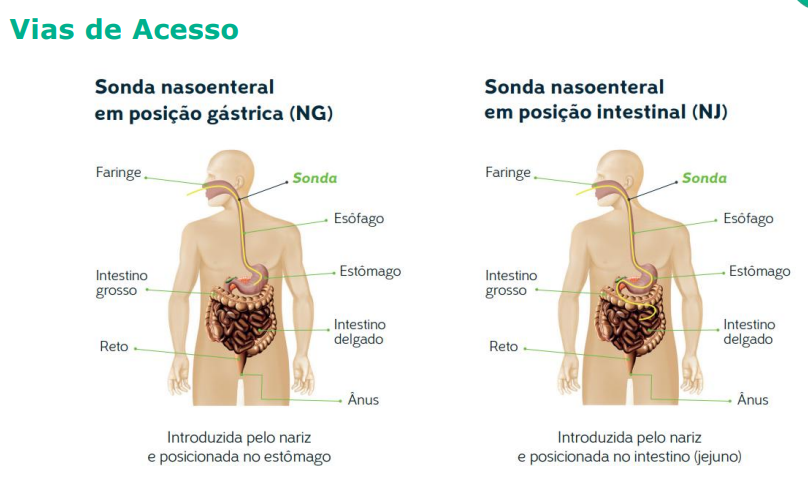 Vias de Acesso
Sonda nasoenteral
em posição gástrica (NG)
Faringe
Sonda
Esôfago
Estômago
Intestino
grosso
Intestino
delgado
Reto
Ânus
Introduzida pelo nariz
e posicionada no estômago
Sonda nasoenteral
em posição intestinal (NJ)
Faringe
Sonda
Esôfago
Estômago
Intestino
grosso
Intestino
delgado
Reto
Ânus
Introduzida pelo nariz
e posicionada no intestino (jejuno)